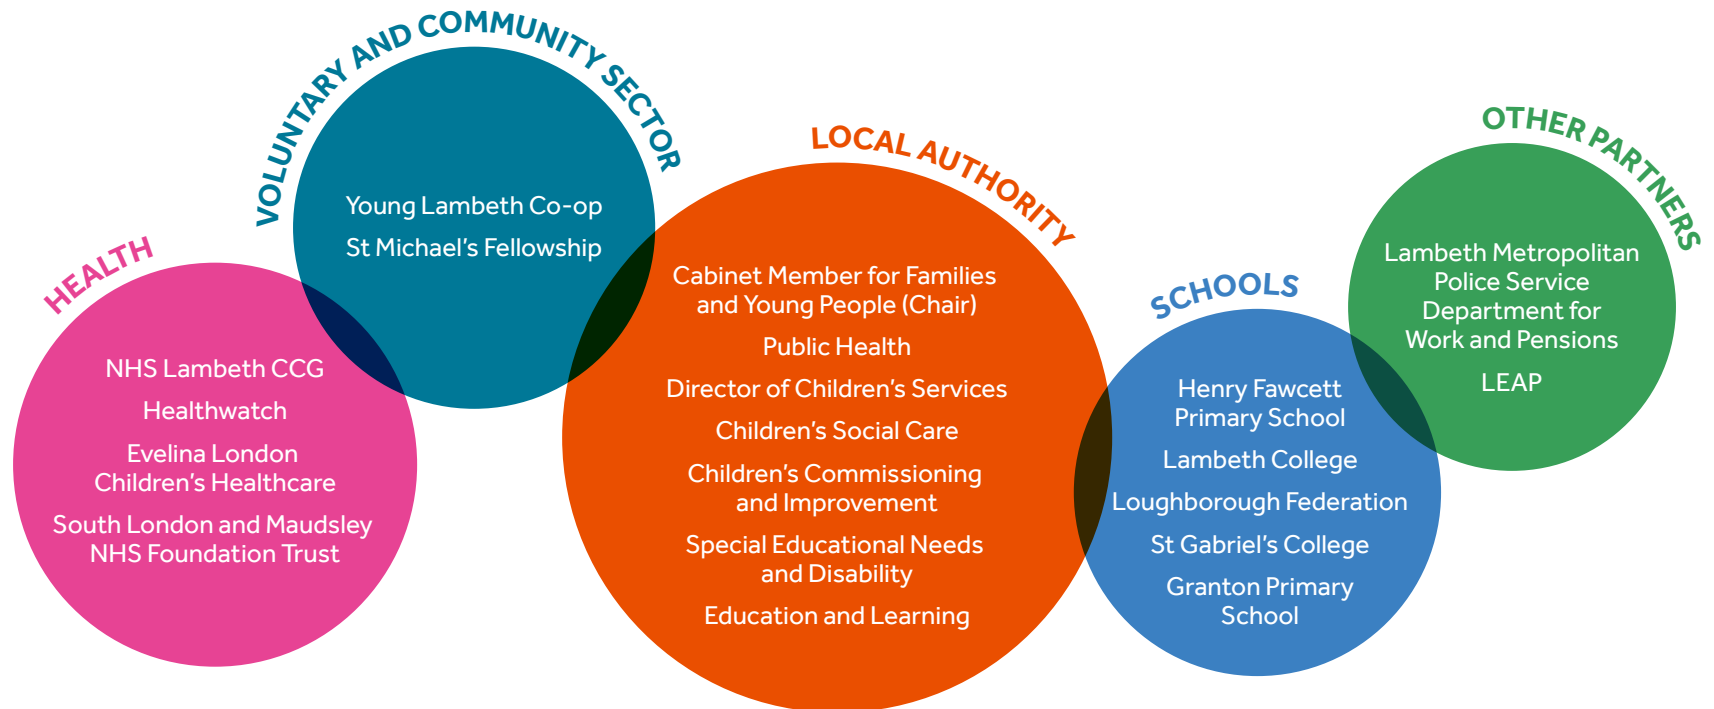 HEALTH
NHS Lambeth CCG
Healthwatch
Evelina London
Children's Healthcare
South London and Maudsley
NHS Foundation Trust
VOLUNTARY AND COMMUNITY SECTOR
Young Lambeth Co-op
St Michael's Fellowship
LOCAL AUTHORITY
Cabinet Member for Families
and Young People (Chair)
Public Health
Director of Children's Services
Children's Social Care
Children's Commissioning
and Improvement
Special Educational Needs
and Disability
Education and Learning
SCHOOLS
Henry Fawcett
Primary School
Lambeth College
Loughborough Federation
St Gabriel's College
Granton Primary
School
OTHER PARTNERS
Lambeth Metropolitan
Police Service
Department for
Work and Pensions
LEAP